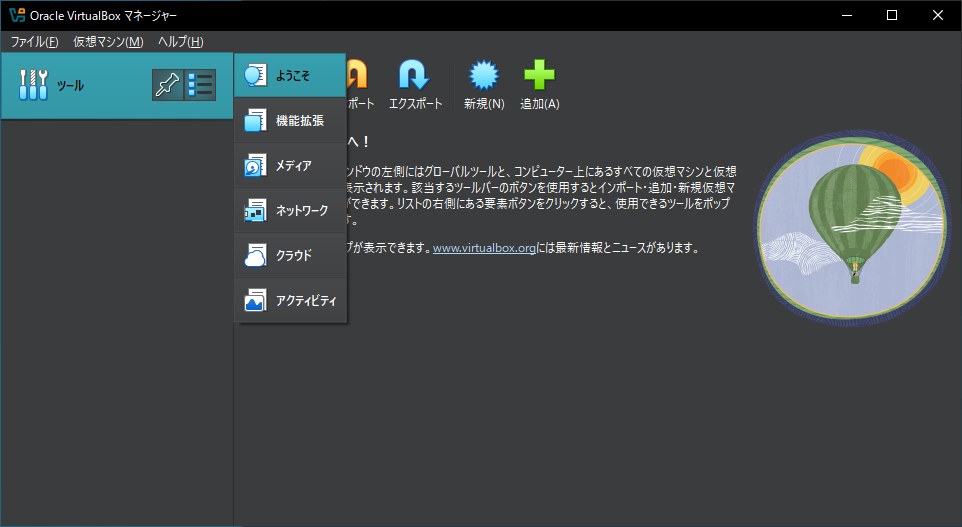 Oracle VirtualBox マネージャー
ファイル(F) 仮想マシン(M) ヘルプ(H)
ツール
ようこそ
機能拡張
メディア
ネットワーク
クラウド
アクティビティ
ポート エクスポート 新規(N) 追加(A)
へ！
ンドウの左側にはグローバルツールと、コンピューター上にあるすべての仮想マシンと仮想
表示されます。該当するツールバーのボタンを使用するとインポート・追加・新規仮想マ
ができます。リストの右側にある要素ボタンをクリックすると、使用できるツールをポップ
す。
プが表示できます。www.virtualbox.orgには最新情報とニュースがあります。